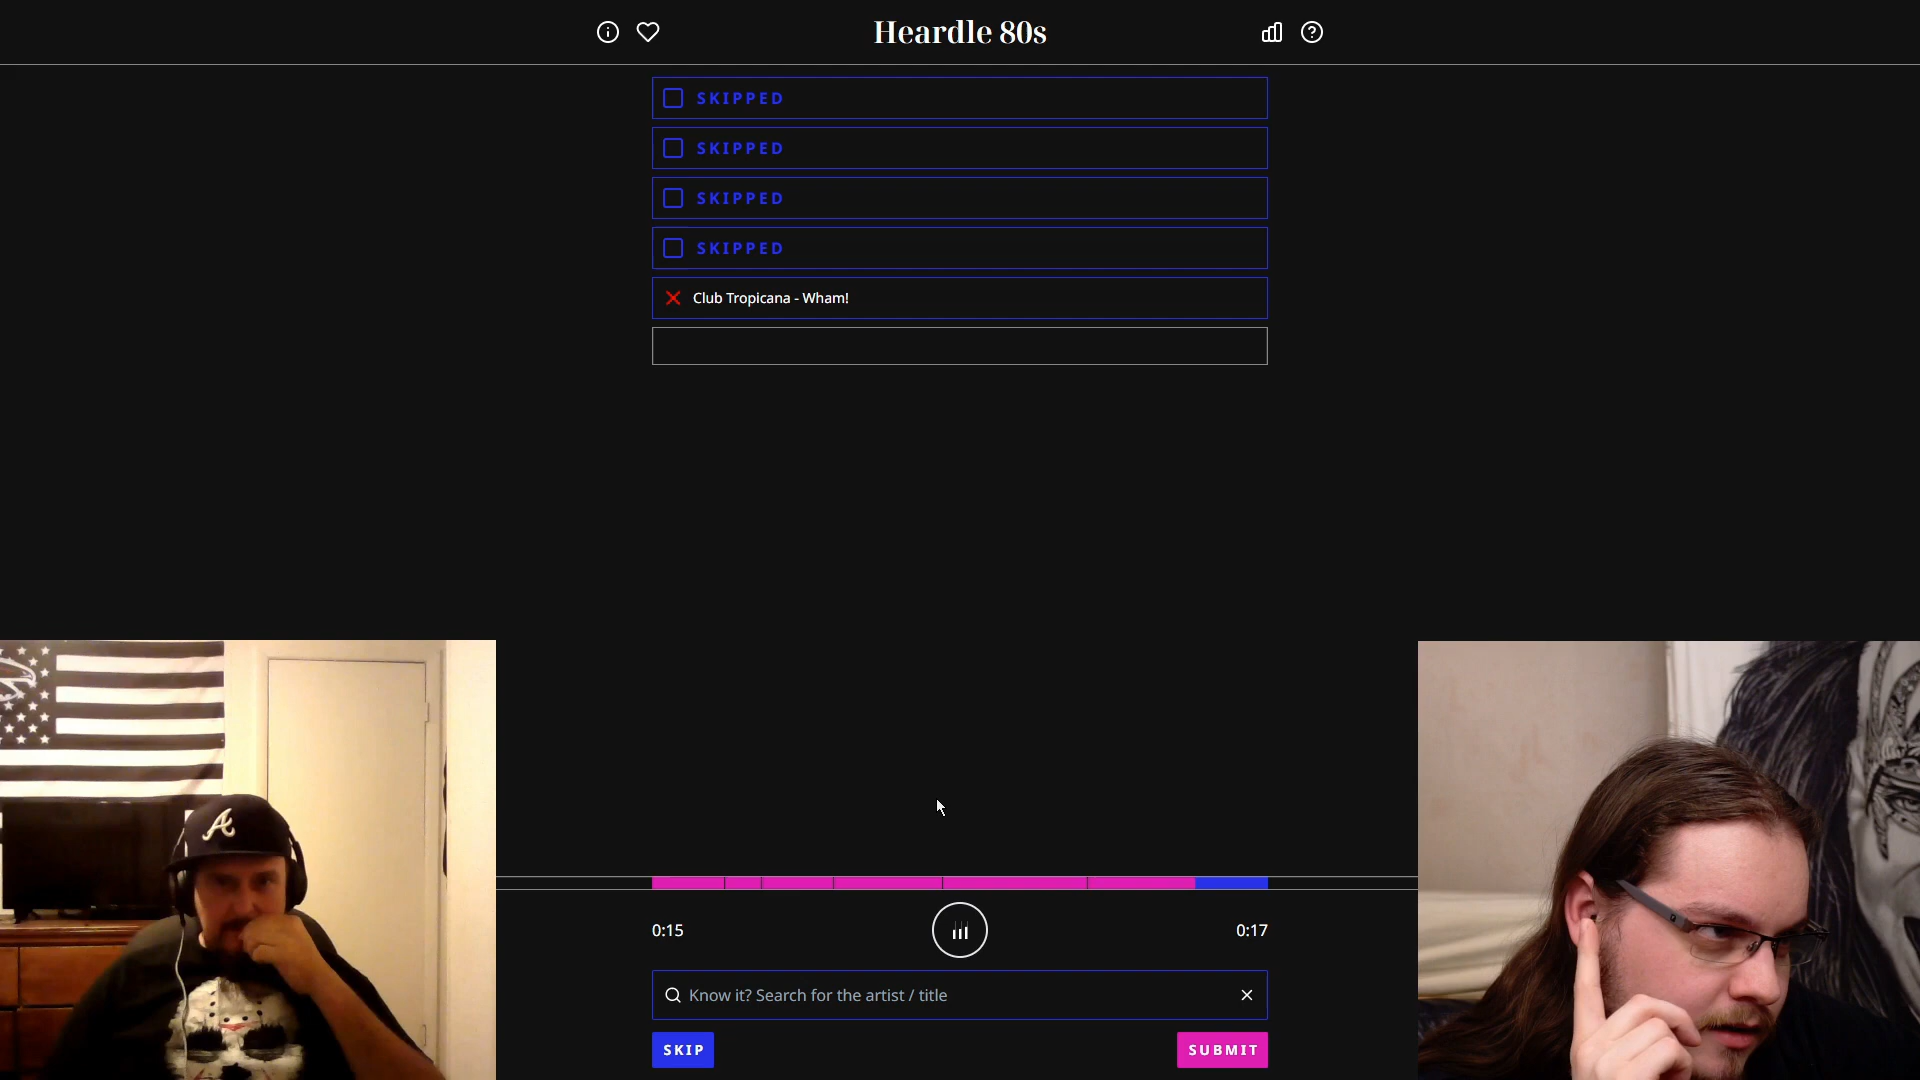 Heardle 80s
SKIPPED
SKIPPED
SKIPPED
SKIPPED
Club Tropicana - Wham!
0:15
0:17
Know it? Search for the artist / title
SKIP
SUBMIT
A